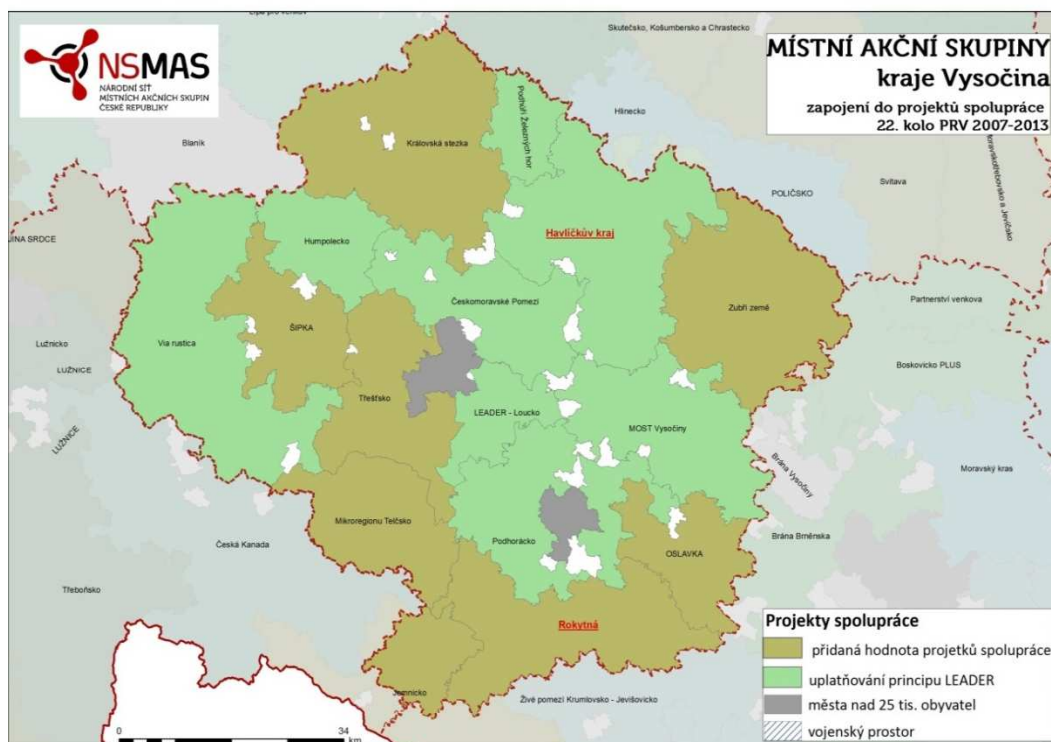 NSMAS
NÁRODNÍ SÍŤ
MÍSTNÍCH AKČNÍCH SKUPIN
ČESKÉ REPUBLIKY
MÍSTNÍ AKČNÍ SKUPINY
kraje Vysočina
zapojení do projektů spolupráce
22. kolo PRV 2007-2013
Skutečsko, Košumbersko a Chrastecko
Hlinecko
Blaník
Královská stezka
Podhůří Železných hor
POLIČSKO
Svitava
Moravskotřebovsko a Jevíčsko
Humpolecko
Havlíčkův kraj
Českomoravské Pomezí
Zubří země
Partnerství venkova
Boskovicko PLUS
Lužnicko
LUŽNICE
LUŽNICE
Via rustica
ŠIPKA
Třešťsko
LEADER - Loucko
MOST Vysočiny
Moravský kras
Brána Vysočiny
Brána Brněnska
Mikroregionu Telčsko
Česká Kanada
Třeboňsko
Podhorácko
OSLAVKA
Rokytná
Jemnicko
Živé pomezí Krumlovsko - Jevišovicko
Projekty spolupráce
přidaná hodnota projetků spolupráce
uplatňování principu LEADER
města nad 25 tis. obyvatel
vojenský prostor
0 34
km